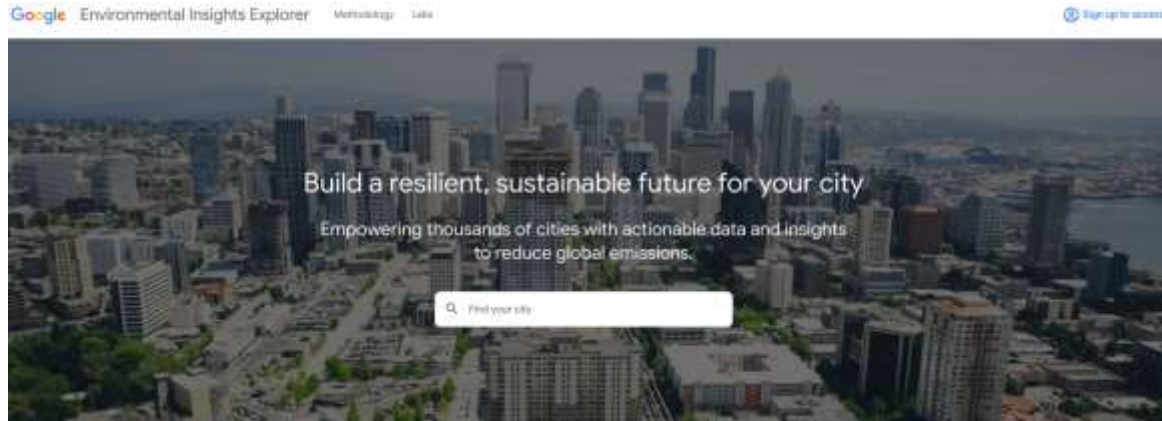 Google Environmental Insights Explorer Methodology Labs Sign up to access
Build a resilient, sustainable future for your city
Empowering thousands of cities with actionable data and insights
to reduce global emissions.
Find your city